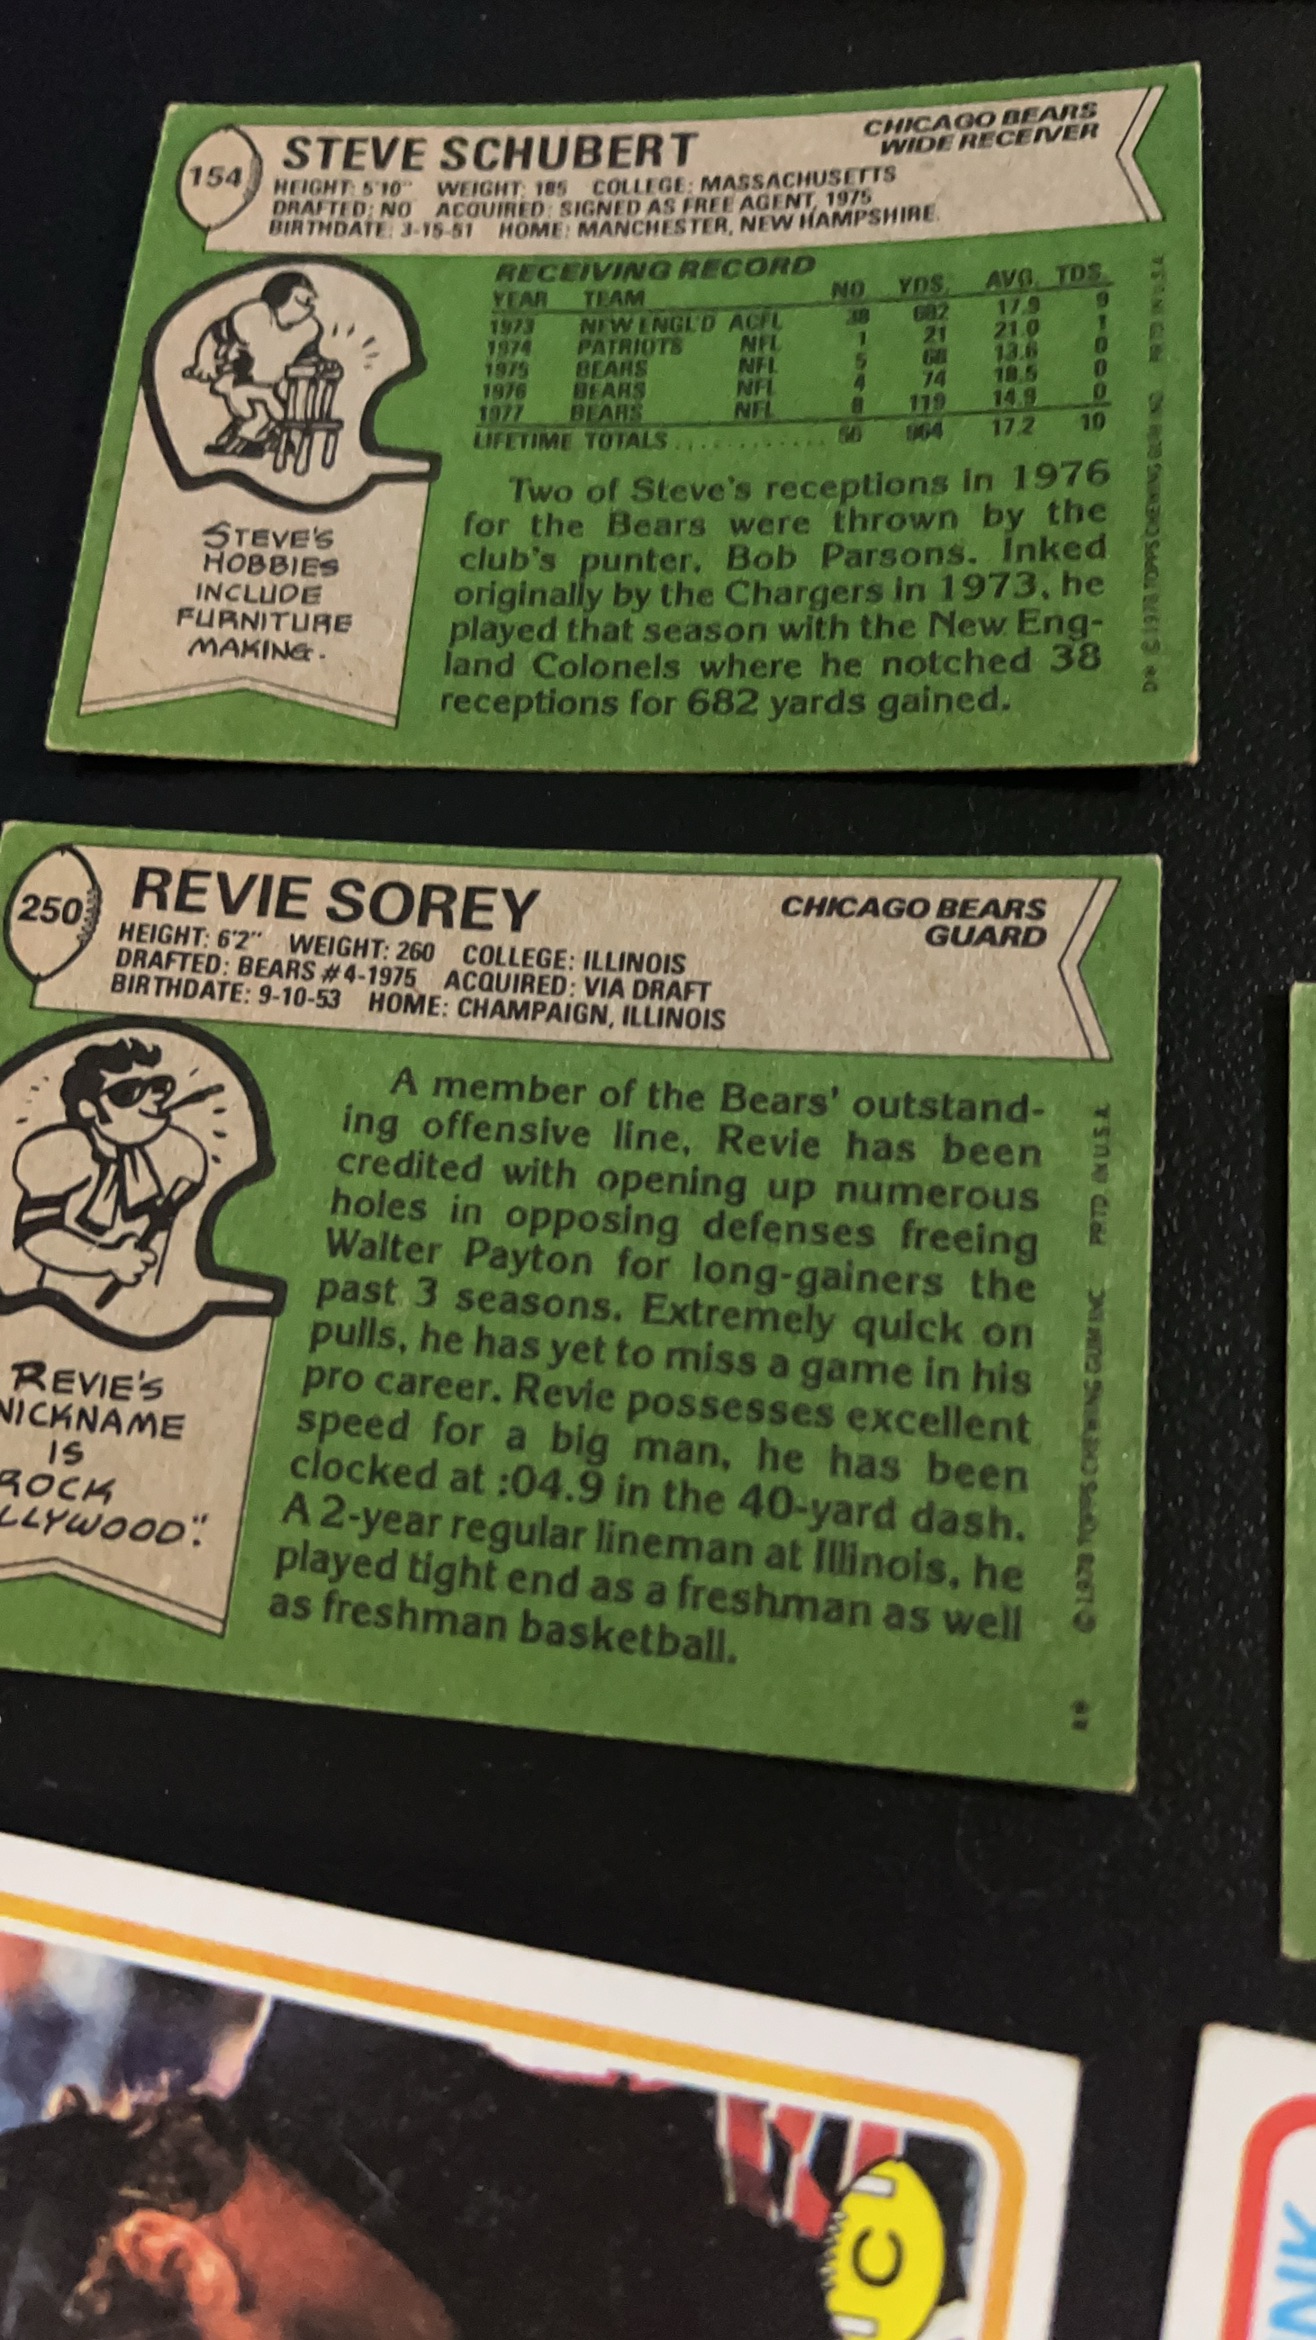 154
STEVE SCHUBERT
CHICAGO BEARS
WIDE RECEIVER
HEIGHT: 5'10" WEIGHT: 185 COLLEGE: MASSACHUSETTS
DRAFTED: NO ACQUIRED: SIGNED AS FREE AGENT, 1975
BIRTHDATE: 3-15-51 HOME: MANCHESTER, NEW HAMPSHIRE
RECEIVING RECORD
YEAR TEAM NO YDS. AVG. TDS.
1973 NEW ENGL'D ACFL 38 682 17.9 9
1974 PATRIOTS NFL 1 21 21.0 1
1975 BEARS NFL 5 68 13.6 0
1976 BEARS NFL 4 74 18.5 0
1977 BEARS NFL 8 119 14.9 0
LIFETIME TOTALS............ 56 964 17.2 10
Two of Steve's receptions in 1976
for the Bears were thrown by the
club's punter, Bob Parsons. Inked
originally by the Chargers in 1973, he
played that season with the New Eng-
land Colonels where he notched 38
receptions for 682 yards gained.
STEVE'S
HOBBIES
INCLUDE
FURNITURE
MAKING.
D* © 1978 TOPPS CHEWING GUM INC. PRTD IN U.S.A.
250
REVIE SOREY
CHICAGO BEARS
GUARD
HEIGHT: 6'2" WEIGHT: 260 COLLEGE: ILLINOIS
DRAFTED: BEARS #4-1975 ACQUIRED: VIA DRAFT
BIRTHDATE: 9-10-53 HOME: CHAMPAIGN, ILLINOIS
A member of the Bears' outstand-
ing offensive line, Revie has been
credited with opening up numerous
holes in opposing defenses freeing
Walter Payton for long-gainers the
past 3 seasons. Extremely quick on
pulls, he has yet to miss a game in his
pro career. Revie possesses excellent
speed for a big man, he has been
clocked at :04.9 in the 40-yard dash.
A 2-year regular lineman at Illinois, he
played tight end as a freshman as well
as freshman basketball.
REVIE'S
NICKNAME
IS
ROCK
LLYWOOD".
© 1978 TOPPS CHEWING GUM INC. PRTD. IN U.S.A.
C
NK